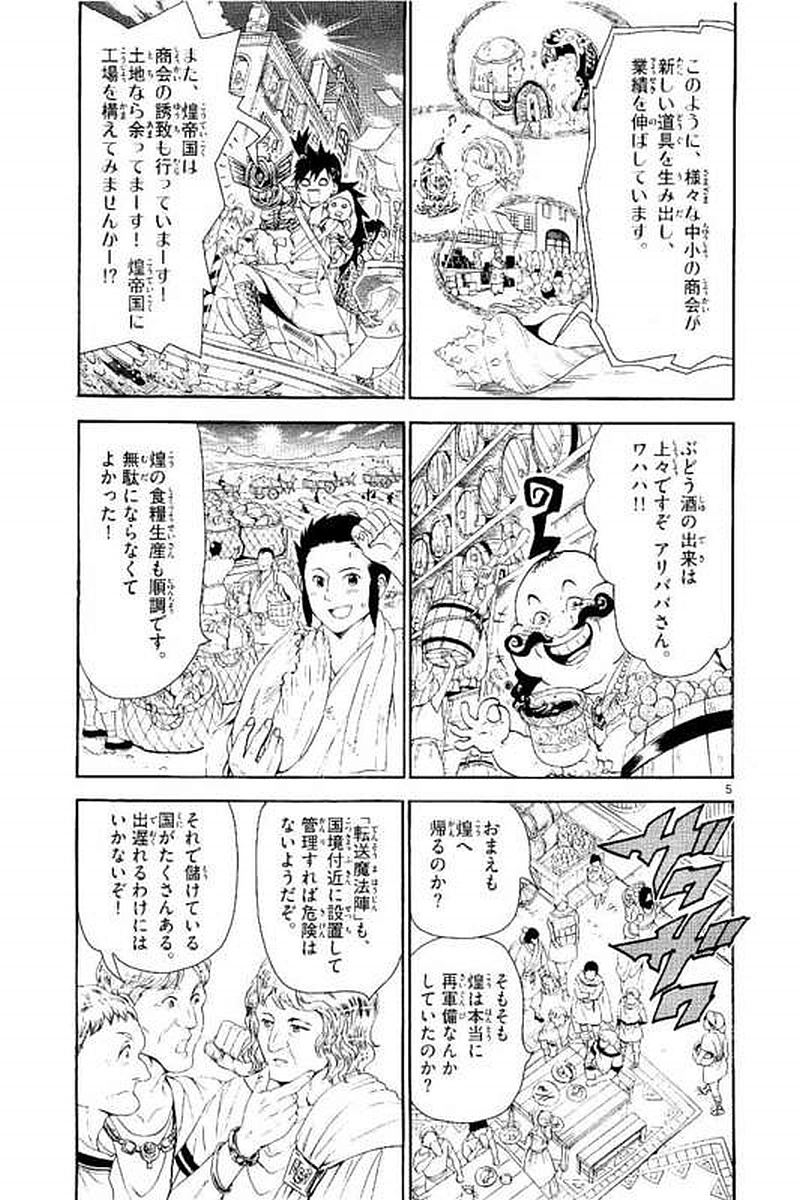 このように、様々な中小の商会が
新しい道具を生み出し、
業績を伸ばしています。
また、煌帝国は
商会の誘致も行っていまーす！
土地なら余ってまーす！煌帝国に
工場を構えてみませんかー!?
ぶどう酒の出来は
上々ですぞ アリババさん。
ワハハ!!
煌の食糧生産も順調です。
無駄にならなくて
よかった！
5
ザワ
ザワ
おまえも
煌へ
帰るのか？
そもそも
煌は本当に
再軍備なんか
していたのか？
「転送魔法陣」も、
国境付近に設置して
管理すれば危険は
ないようだぞ。
それで儲けている
国がたくさんある。
出遅れるわけには
いかないぞ！